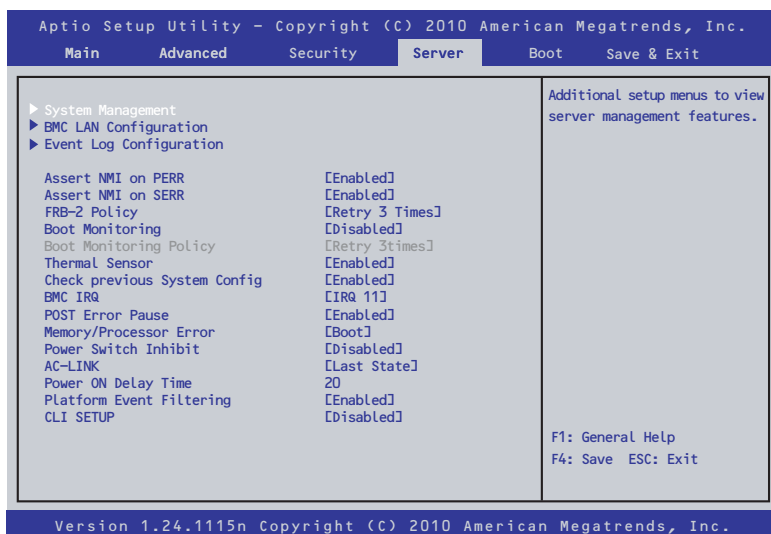 Aptio Setup Utility – Copyright (C) 2010 American Megatrends, Inc.
Main Advanced Security Server Boot Save & Exit
System Management
BMC LAN Configuration
Event Log Configuration
Assert NMI on PERR [Enabled]
Assert NMI on SERR [Enabled]
FRB-2 Policy [Retry 3 Times]
Boot Monitoring [Disabled]
Boot Monitoring Policy [Retry 3times]
Thermal Sensor [Enabled]
Check previous System Config [Enabled]
BMC IRQ [IRQ 11]
POST Error Pause [Enabled]
Memory/Processor Error [Boot]
Power Switch Inhibit [Disabled]
AC-LINK [Last State]
Power ON Delay Time 20
Platform Event Filtering [Enabled]
CLI SETUP [Disabled]
Additional setup menus to view
server management features.
F1: General Help
F4: Save ESC: Exit
Version 1.24.1115n Copyright (C) 2010 American Megatrends, Inc.